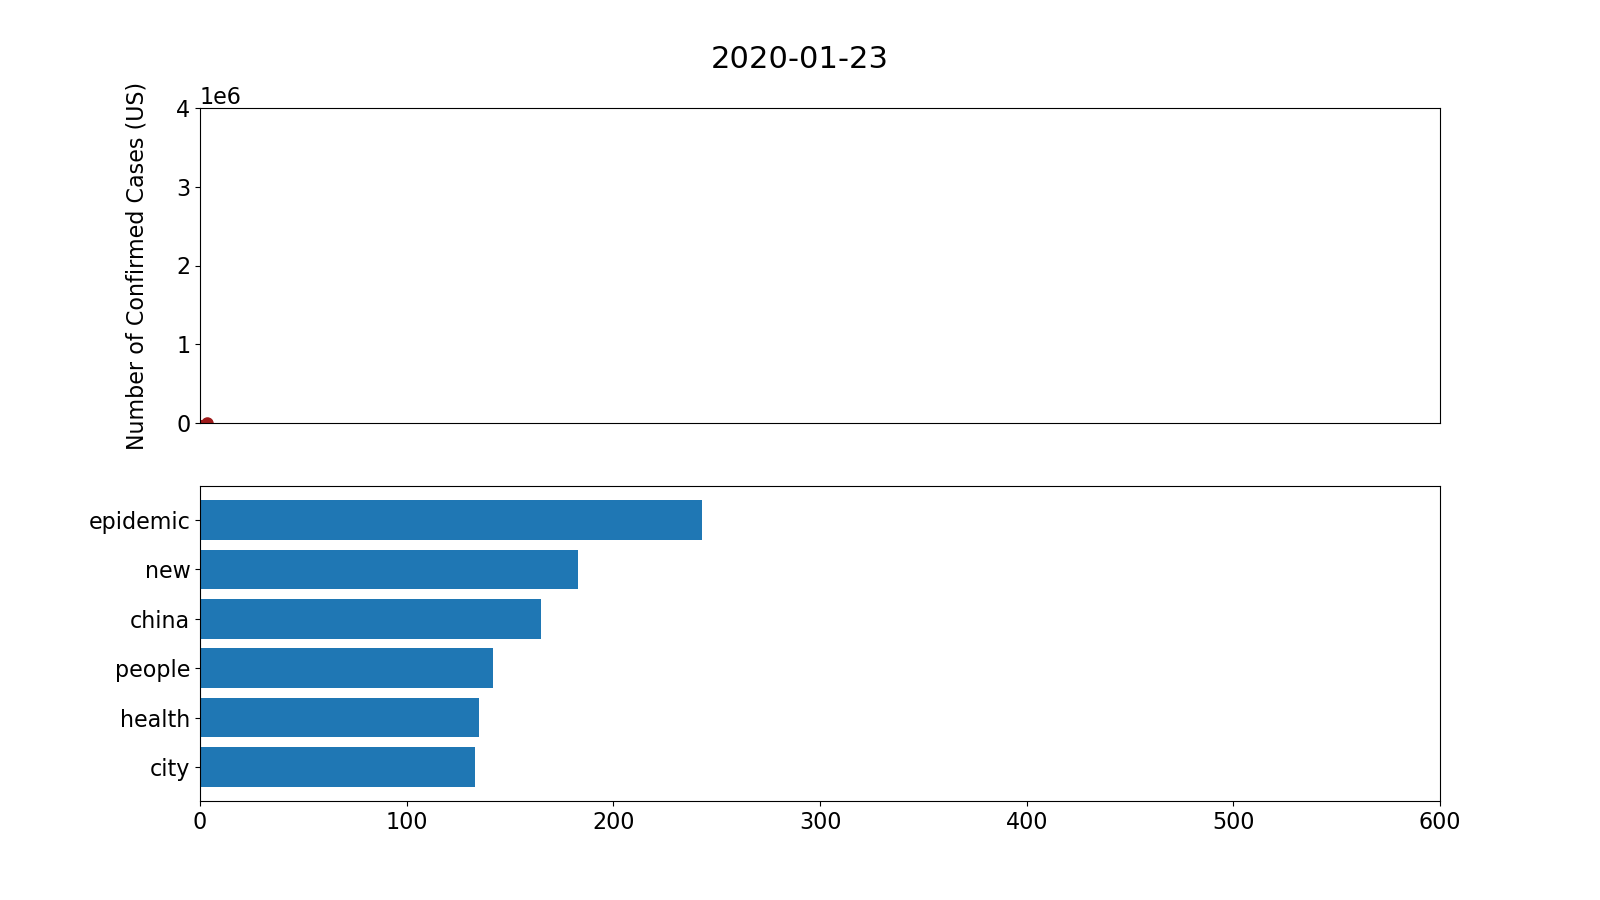 2020-01-23
1e6
Number of Confirmed Cases (US)
4
3
2
1
0
epidemic
new
china
people
health
city
0 100 200 300 400 500 600